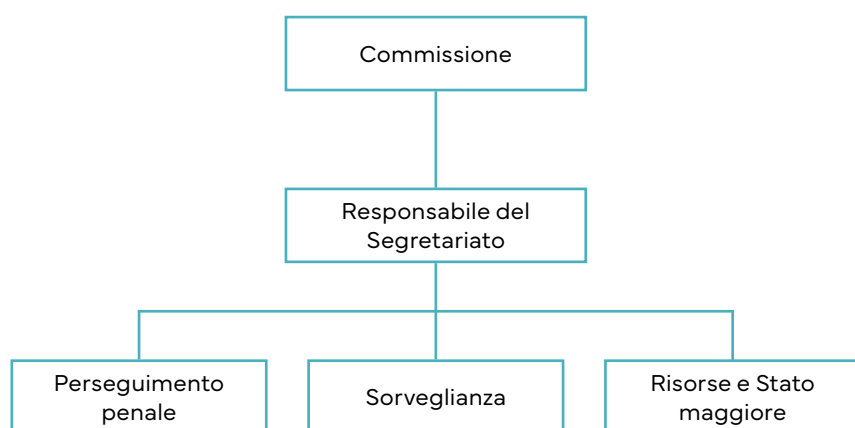 Commissione
Responsabile del
Segretariato
Perseguimento
penale
Sorveglianza
Risorse e Stato
maggiore